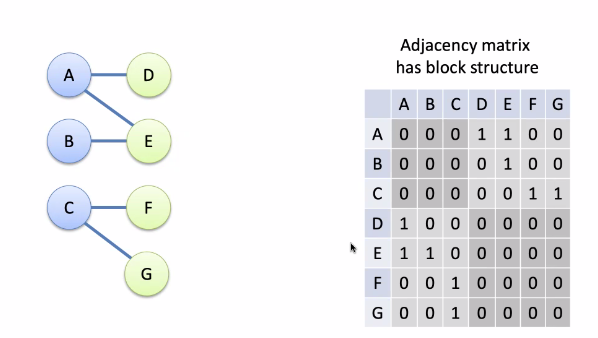 Adjacency matrix
has block structure
A
D
B
E
C
F
G
A B C D E F G
A 0 0 0 1 1 0 0
B 0 0 0 0 1 0 0
C 0 0 0 0 0 1 1
D 1 0 0 0 0 0 0
E 1 1 0 0 0 0 0
F 0 0 1 0 0 0 0
G 0 0 1 0 0 0 0